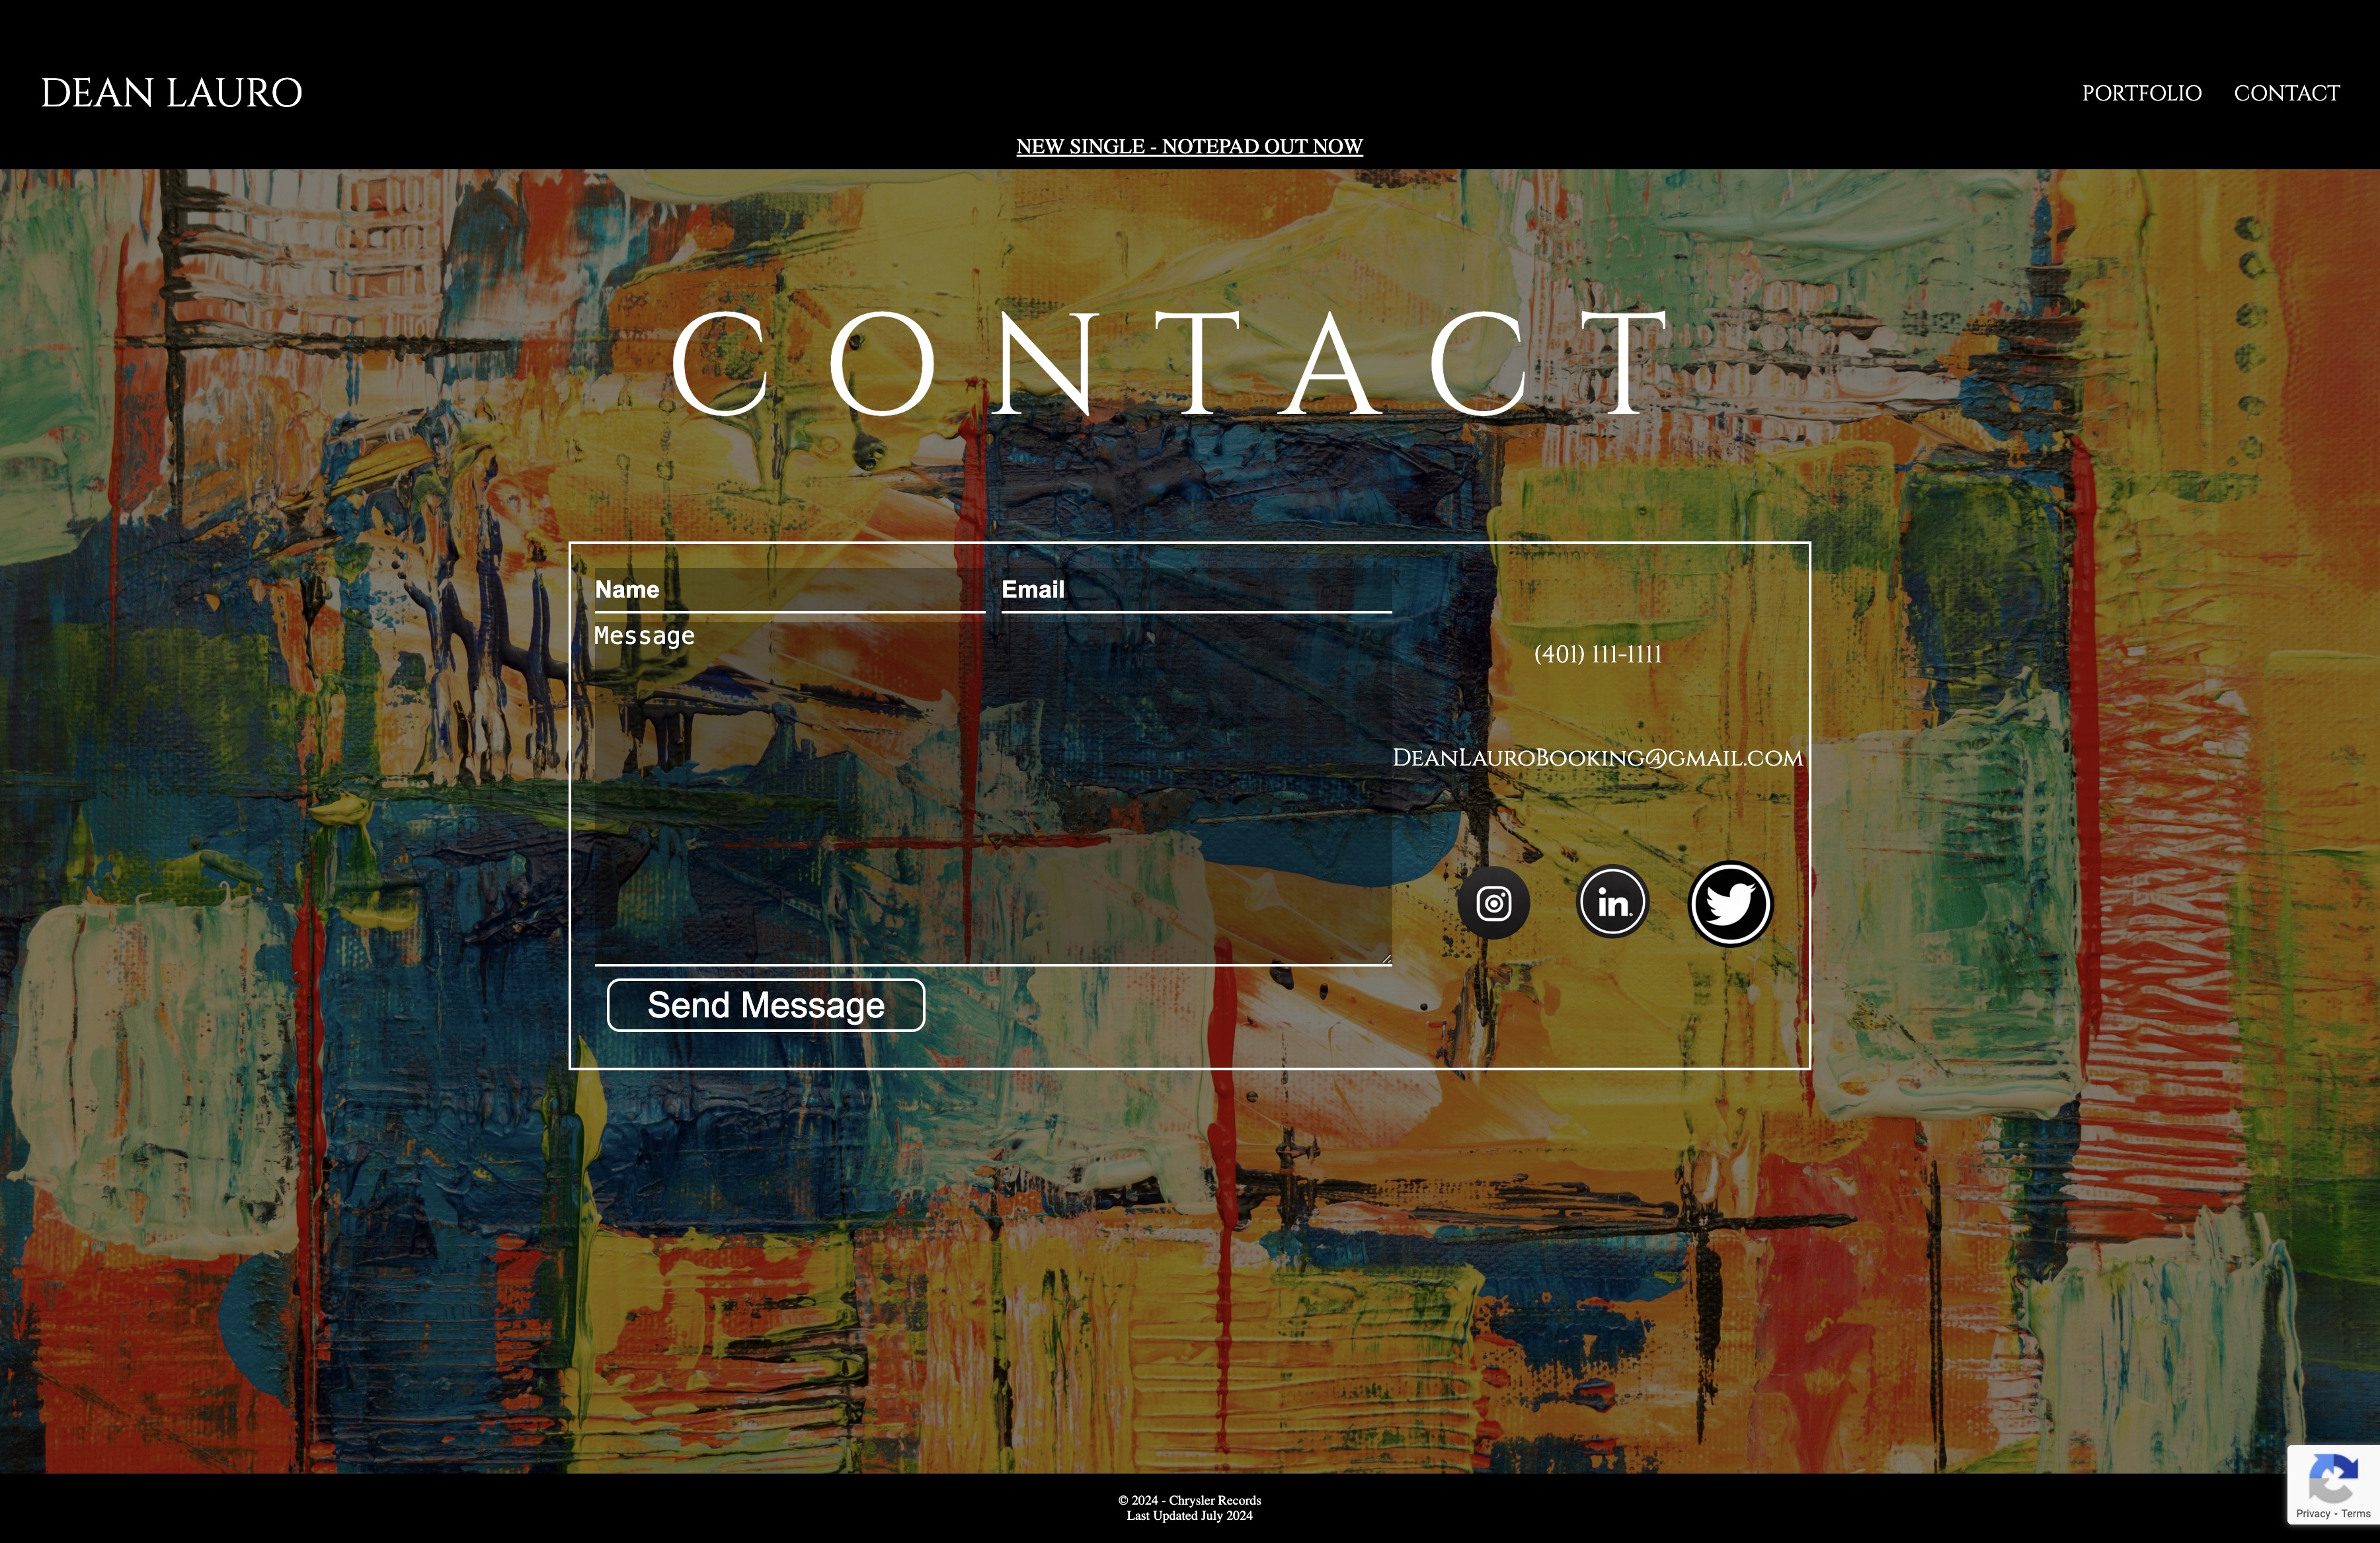 DEAN LAURO
PORTFOLIO CONTACT
NEW SINGLE - NOTEPAD OUT NOW
CONTACT
Name Email
Message
(401) 111-1111
DeanLauroBooking@gmail.com
in.
Send Message
© 2024 - Chrysler Records
Last Updated July 2024
Privacy - Terms